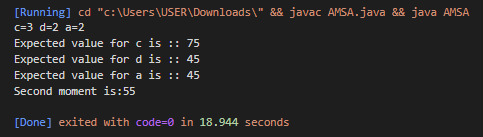 [Running] cd "c:\Users\USER\Downloads\" && javac AMSA.java && java AMSA
c=3 d=2 a=2
Expected value for c is :: 75
Expected value for d is :: 45
Expected value for a is :: 45
Second moment is:55
[Done] exited with code=0 in 18.944 seconds